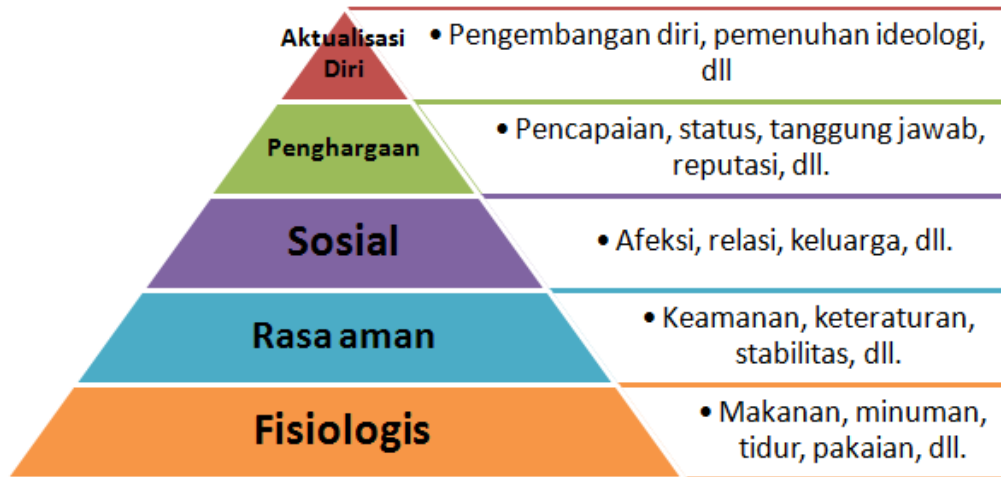 Aktualisasi
Diri
• Pengembangan diri, pemenuhan ideologi,
dll
Penghargaan
• Pencapaian, status, tanggung jawab,
reputasi, dll.
Sosial
• Afeksi, relasi, keluarga, dll.
Rasa aman
• Keamanan, keteraturan,
stabilitas, dll.
Fisiologis
• Makanan, minuman,
tidur, pakaian, dll.